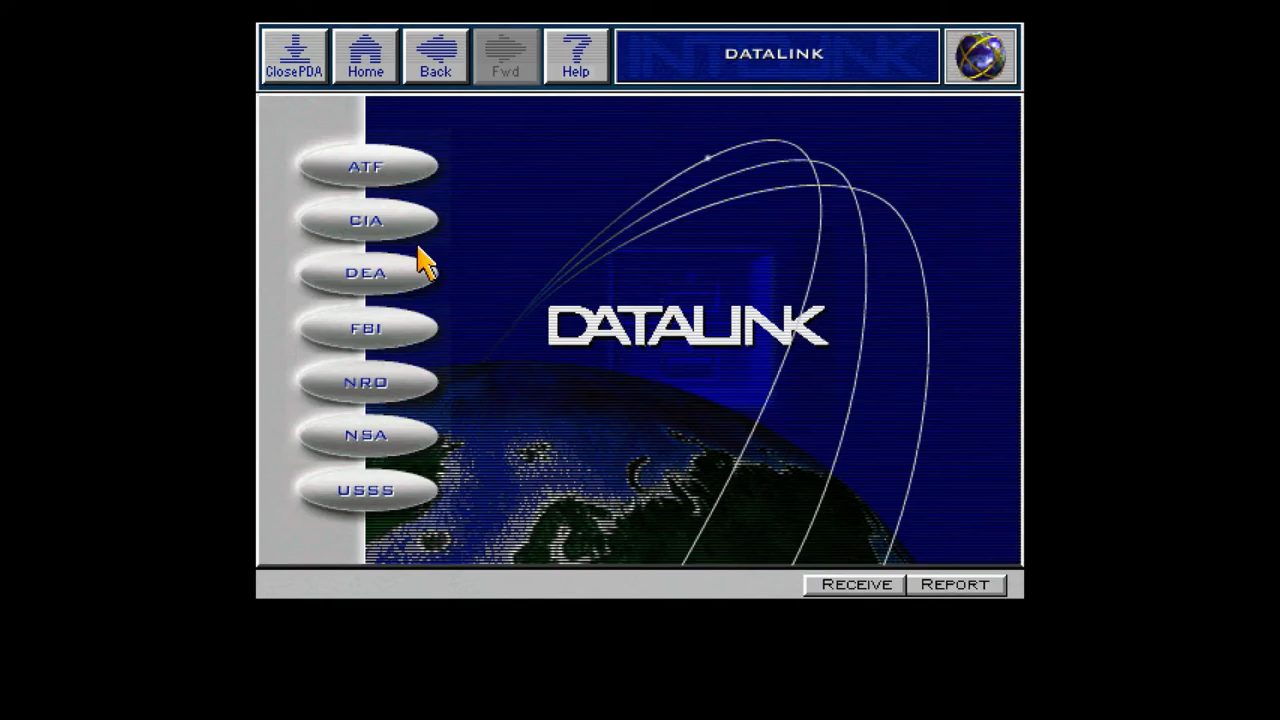 ClosePDA
Home
Back
Fwd
Help
DATALINK
ATF
CIA
DEA
FBI
NRO
NSA
USSS
DATALINK
RECEIVE
REPORT